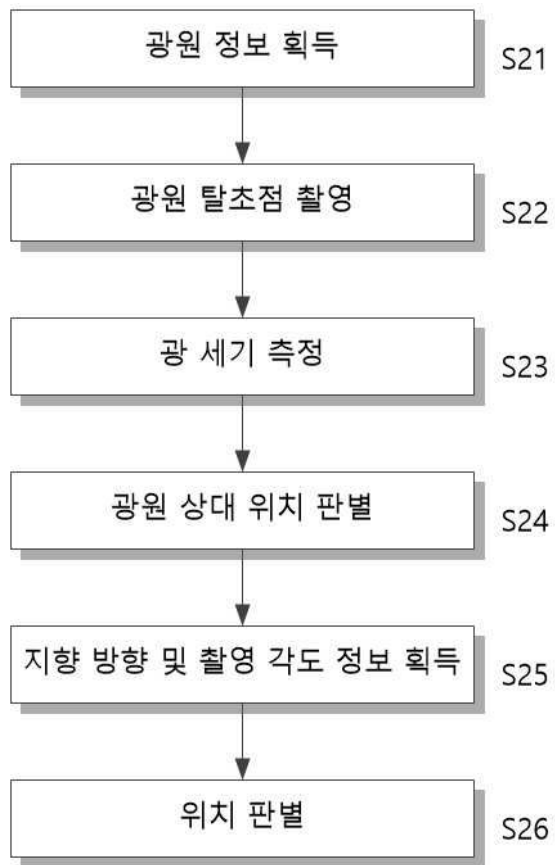 광원 정보 획득
S21
광원 탈초점 촬영
S22
광 세기 측정
S23
광원 상대 위치 판별
S24
지향 방향 및 촬영 각도 정보 획득
S25
위치 판별
S26